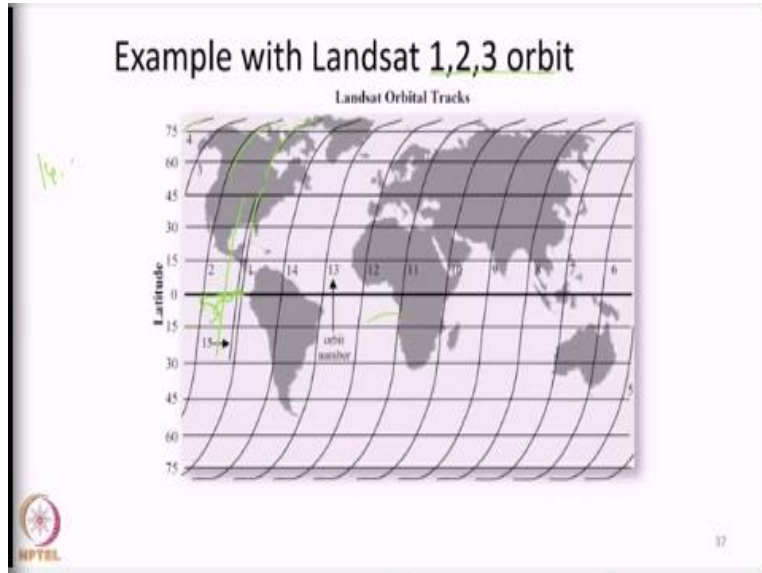 Example with Landsat 1,2,3 orbit
Landsat Orbital Tracks
75
4
60
3
45
30
15
2 1 14 13 12 11 10 9 8 7 6
Latitude
0
15
15
orbit
number
30
45
5
60
75
NPTEL
37